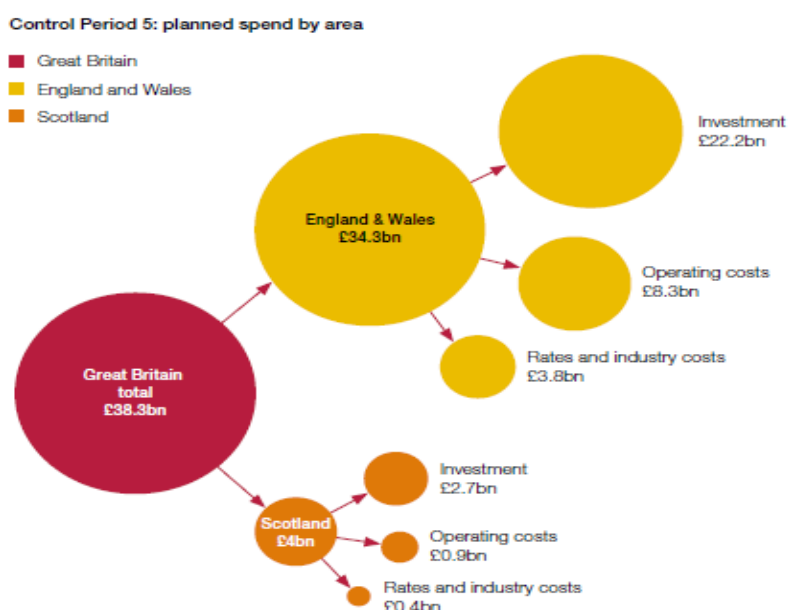 Control Period 5: planned spend by area
Great Britain
England and Wales
Scotland
Investment
£22.2bn
England & Wales
£34.3bn
Operating costs
£8.3bn
Rates and industry costs
£3.8bn
Great Britain
total
£38.3bn
Investment
£2.7bn
Scotland
£4bn
Operating costs
£0.9bn
Rates and industry costs
£0.4bn